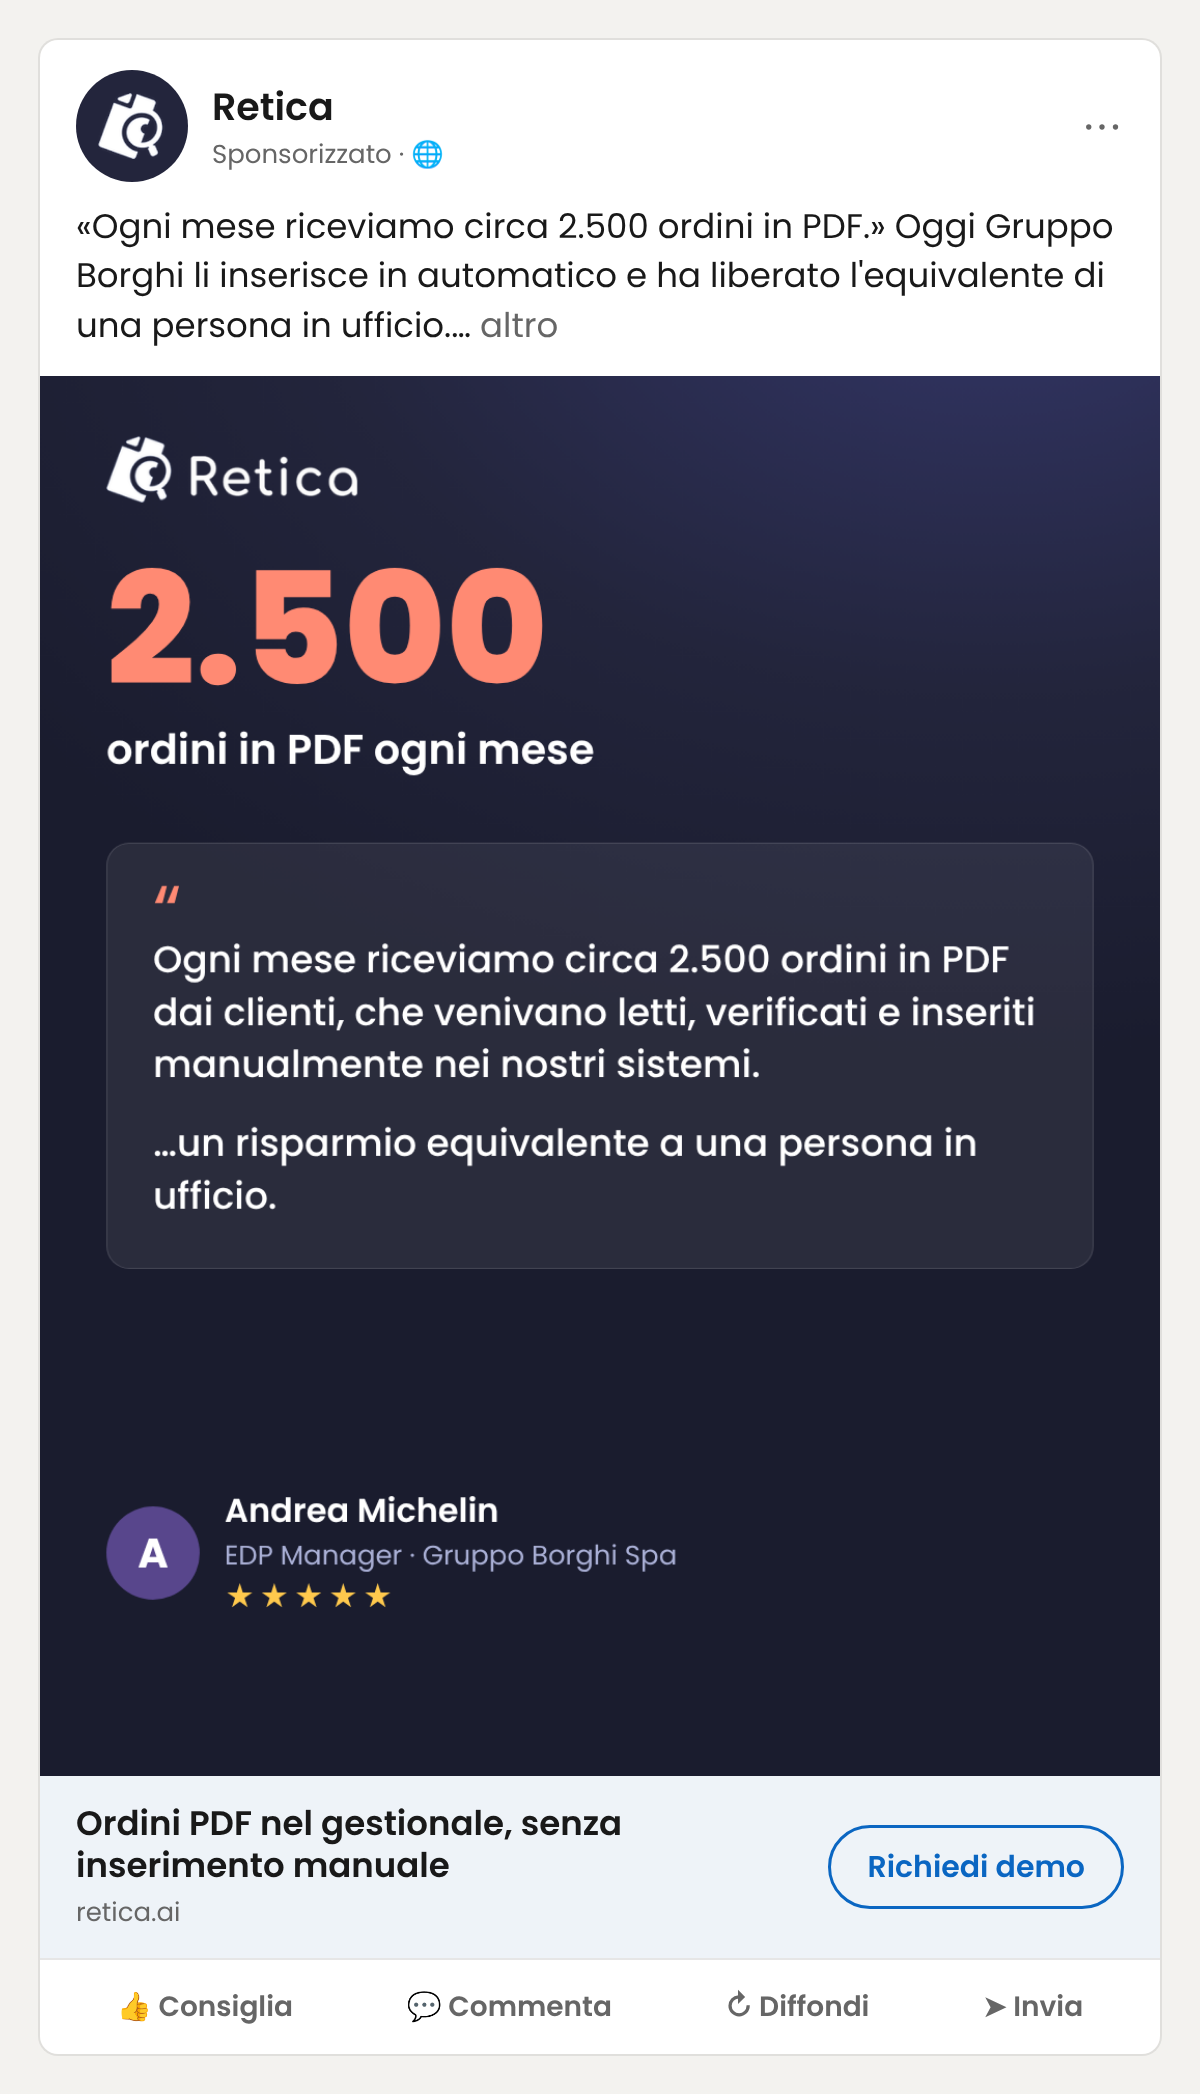 Retica
Sponsorizzato · 🌐
...
«Ogni mese riceviamo circa 2.500 ordini in PDF.» Oggi Gruppo
Borghi li inserisce in automatico e ha liberato l'equivalente di
una persona in ufficio.... altro
Retica
2.500
ordini in PDF ogni mese
“
Ogni mese riceviamo circa 2.500 ordini in PDF
dai clienti, che venivano letti, verificati e inseriti
manualmente nei nostri sistemi.
...un risparmio equivalente a una persona in
ufficio.
A
Andrea Michelin
EDP Manager · Gruppo Borghi Spa
★★★★★
Ordini PDF nel gestionale, senza
inserimento manuale
retica.ai
Richiedi demo
👍 Consiglia 💬 Commenta ↻ Diffondi ➤ Invia